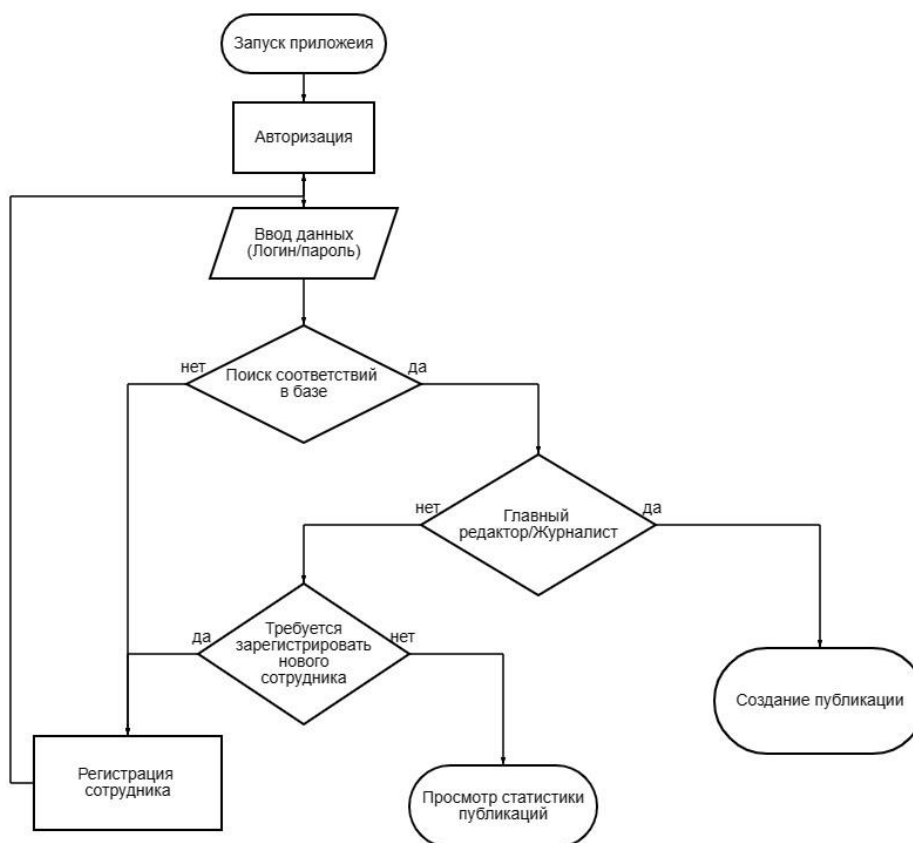 Запуск приложеия
Авторизация
Ввод данных
(Логин/пароль)
нет
Поиск соответствий
в базе
да
нет
Главный
редактор/Журналист
да
да
Требуется
зарегистрировать
нового
сотрудника
нет
Создание публикации
Регистрация
сотрудника
Просмотр статистики
публикаций